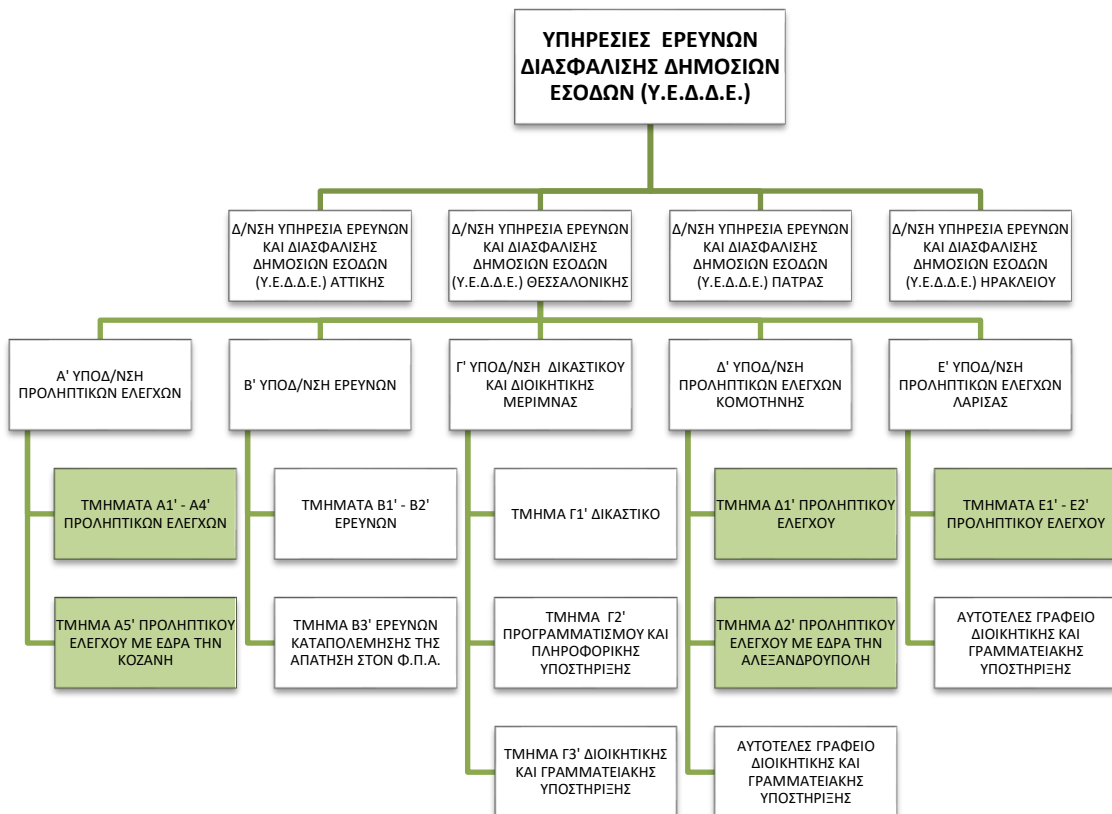 ΥΠΗΡΕΣΙΕΣ ΕΡΕΥΝΩΝ
ΔΙΑΣΦΑΛΙΣΗΣ ΔΗΜΟΣΙΩΝ
ΕΣΟΔΩΝ (Υ.Ε.Δ.Δ.Ε.)
Δ/ΝΣΗ ΥΠΗΡΕΣΙΑ ΕΡΕΥΝΩΝ
ΚΑΙ ΔΙΑΣΦΑΛΙΣΗΣ
ΔΗΜΟΣΙΩΝ ΕΣΟΔΩΝ
(Υ.Ε.Δ.Δ.Ε.) ΑΤΤΙΚΗΣ
Δ/ΝΣΗ ΥΠΗΡΕΣΙΑ ΕΡΕΥΝΩΝ
ΚΑΙ ΔΙΑΣΦΑΛΙΣΗΣ
ΔΗΜΟΣΙΩΝ ΕΣΟΔΩΝ
(Υ.Ε.Δ.Δ.Ε.) ΘΕΣΣΑΛΟΝΙΚΗΣ
Δ/ΝΣΗ ΥΠΗΡΕΣΙΑ ΕΡΕΥΝΩΝ
ΚΑΙ ΔΙΑΣΦΑΛΙΣΗΣ
ΔΗΜΟΣΙΩΝ ΕΣΟΔΩΝ
(Υ.Ε.Δ.Δ.Ε.) ΠΑΤΡΑΣ
Δ/ΝΣΗ ΥΠΗΡΕΣΙΑ ΕΡΕΥΝΩΝ
ΚΑΙ ΔΙΑΣΦΑΛΙΣΗΣ
ΔΗΜΟΣΙΩΝ ΕΣΟΔΩΝ
(Υ.Ε.Δ.Δ.Ε.) ΗΡΑΚΛΕΙΟΥ
Α' ΥΠΟΔ/ΝΣΗ
ΠΡΟΛΗΠΤΙΚΩΝ ΕΛΕΓΧΩΝ
Β' ΥΠΟΔ/ΝΣΗ ΕΡΕΥΝΩΝ
Γ' ΥΠΟΔ/ΝΣΗ ΔΙΚΑΣΤΙΚΟΥ
ΚΑΙ ΔΙΟΙΚΗΤΙΚΗΣ
ΜΕΡΙΜΝΑΣ
Δ' ΥΠΟΔ/ΝΣΗ
ΠΡΟΛΗΠΤΙΚΩΝ ΕΛΕΓΧΩΝ
ΚΟΜΟΤΗΝΗΣ
Ε' ΥΠΟΔ/ΝΣΗ
ΠΡΟΛΗΠΤΙΚΩΝ ΕΛΕΓΧΩΝ
ΛΑΡΙΣΑΣ
ΤΜΗΜΑΤΑ Α1' - Α4'
ΠΡΟΛΗΠΤΙΚΩΝ ΕΛΕΓΧΩΝ
ΤΜΗΜΑΤΑ Β1' - Β2'
ΕΡΕΥΝΩΝ
ΤΜΗΜΑ Γ1' ΔΙΚΑΣΤΙΚΟ
ΤΜΗΜΑ Δ1' ΠΡΟΛΗΠΤΙΚΟΥ
ΕΛΕΓΧΟΥ
ΤΜΗΜΑΤΑ Ε1' - Ε2'
ΠΡΟΛΗΠΤΙΚΟΥ ΕΛΕΓΧΟΥ
ΤΜΗΜΑ Α5' ΠΡΟΛΗΠΤΙΚΟΥ
ΕΛΕΓΧΟΥ ΜΕ ΕΔΡΑ ΤΗΝ
ΚΟΖΑΝΗ
ΤΜΗΜΑ Β3' ΕΡΕΥΝΩΝ
ΚΑΤΑΠΟΛΕΜΗΣΗΣ ΤΗΣ
ΑΠΑΤΗΣΗ ΣΤΟΝ Φ.Π.Α.
ΤΜΗΜΑ Γ2'
ΠΡΟΓΡΑΜΜΑΤΙΣΜΟΥ ΚΑΙ
ΠΛΗΡΟΦΟΡΙΚΗΣ
ΥΠΟΣΤΗΡΙΞΗΣ
ΤΜΗΜΑ Δ2' ΠΡΟΛΗΠΤΙΚΟΥ
ΕΛΕΓΧΟΥ ΜΕ ΕΔΡΑ ΤΗΝ
ΑΛΕΞΑΝΔΡΟΥΠΟΛΗ
ΑΥΤΟΤΕΛΕΣ ΓΡΑΦΕΙΟ
ΔΙΟΙΚΗΤΙΚΗΣ ΚΑΙ
ΓΡΑΜΜΑΤΕΙΑΚΗΣ
ΥΠΟΣΤΗΡΙΞΗΣ
ΤΜΗΜΑ Γ3' ΔΙΟΙΚΗΤΙΚΗΣ
ΚΑΙ ΓΡΑΜΜΑΤΕΙΑΚΗΣ
ΥΠΟΣΤΗΡΙΞΗΣ
ΑΥΤΟΤΕΛΕΣ ΓΡΑΦΕΙΟ
ΔΙΟΙΚΗΤΙΚΗΣ ΚΑΙ
ΓΡΑΜΜΑΤΕΙΑΚΗΣ
ΥΠΟΣΤΗΡΙΞΗΣ